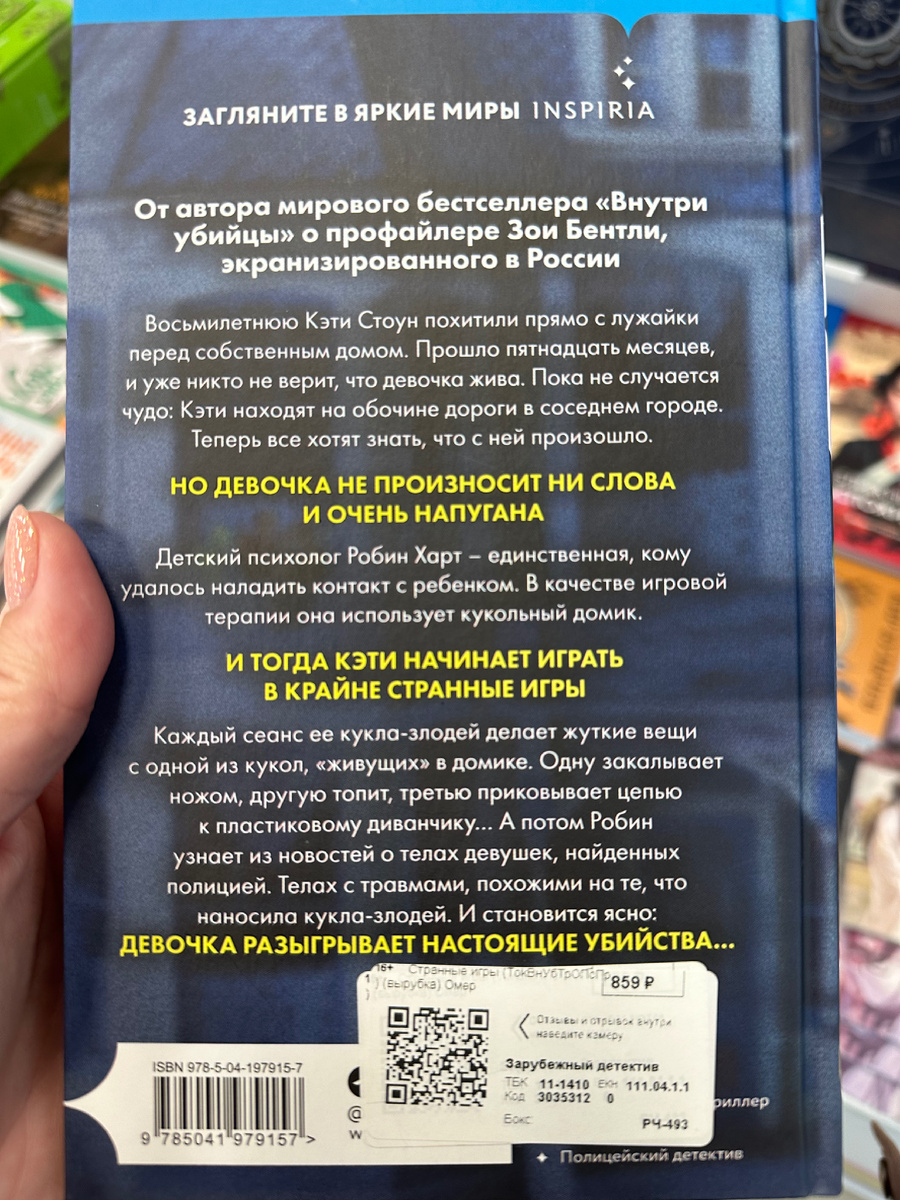 ЗАГЛЯНИТЕ В ЯРКИЕ МИРЫ INSPIRIA
От автора мирового бестселлера «Внутри
убийцы» о профайлере Зои Бентли,
экранизированного в России
Восьмилетнюю Кэти Стоун похитили прямо с лужайки
перед собственным домом. Прошло пятнадцать месяцев,
и уже никто не верит, что девочка жива. Пока не случается
чудо: Кэти находят на обочине дороги в соседнем городе.
Теперь все хотят знать, что с ней произошло.
НО ДЕВОЧКА НЕ ПРОИЗНОСИТ НИ СЛОВА
И ОЧЕНЬ НАПУГАНА
Детский психолог Робин Харт – единственная, кому
удалось наладить контакт с ребенком. В качестве игровой
терапии она использует кукольный домик.
И ТОГДА КЭТИ НАЧИНАЕТ ИГРАТЬ
В КРАЙНЕ СТРАННЫЕ ИГРЫ
Каждый сеанс ее кукла-злодей делает жуткие вещи
с одной из кукол, «живущих» в домике. Одну закалывает
ножом, другую топит, третью приковывает цепью
к пластиковому диванчику... А потом Робин
узнает из новостей о телах девушек, найденных
полицией. Телах с травмами, похожими на те, что
наносила кукла-злодей. И становится ясно:
ДЕВОЧКА РАЗЫГРЫВАЕТ НАСТОЯЩИЕ УБИЙСТВА...
16+ Странные игры (ТокВнУбТрОПсПр
) (вырубка) Омер
859 ₽
Отзывы и отрывок внутри
наведите камеру
Зарубежный детектив
ТБК 11-1410 ЕКН 111.04.1.1
Код 3035312 0
Бокс РЧ-493
ISBN 978-5-04-197915-7
9 785041 979157 >
@
w
риллер
Полицейский детектив